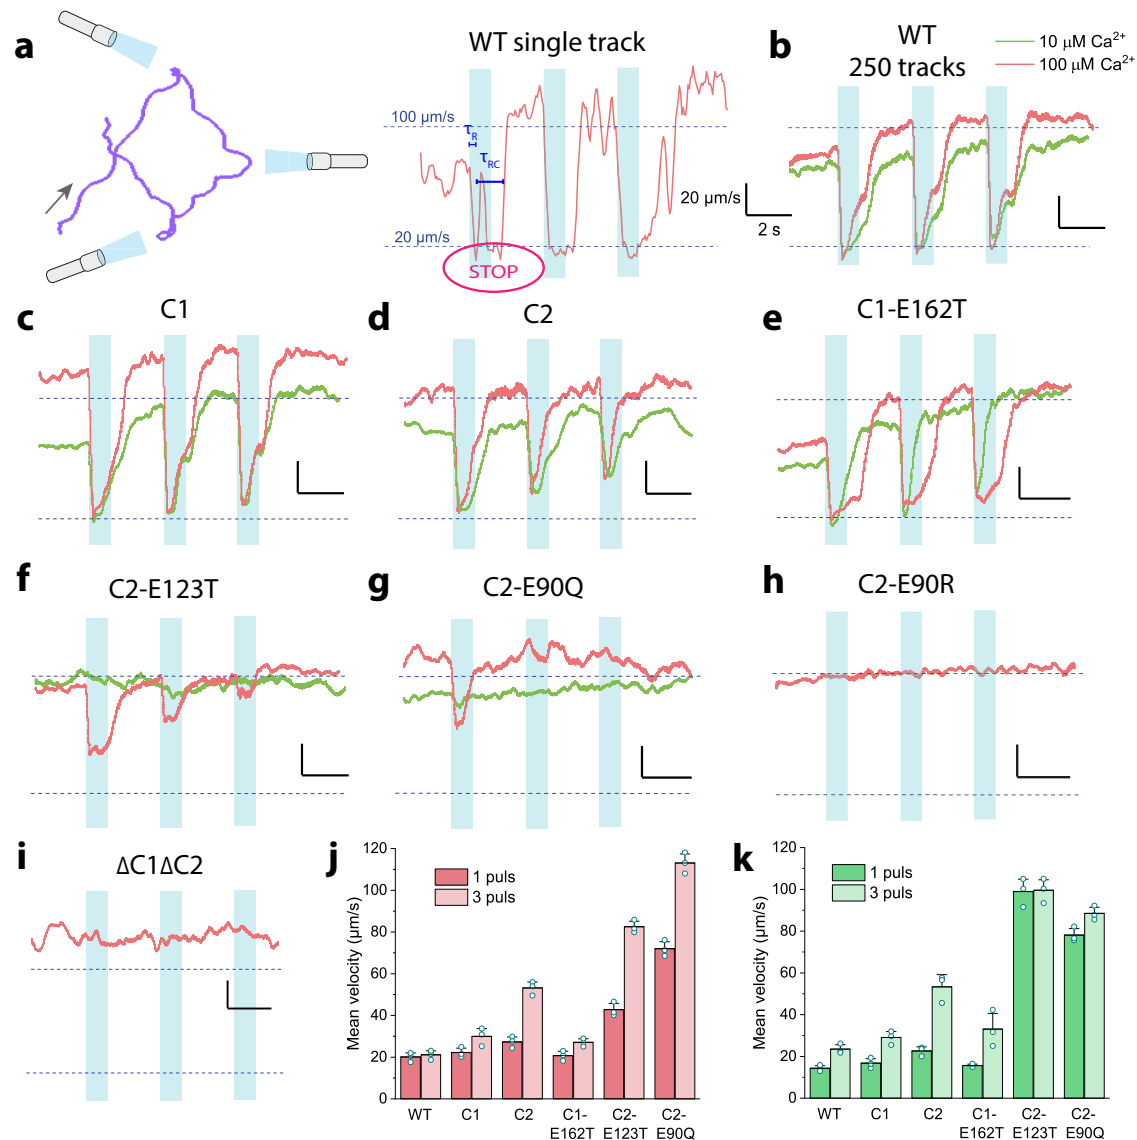 a
WT single track
100 µm/s
τR
τRC
20 µm/s
STOP
20 µm/s
2 s
b
WT
250 tracks
10 µM Ca²⁺
100 µM Ca²⁺
c
C1
d
C2
e
C1-E162T
f
C2-E123T
g
C2-E90Q
h
C2-E90R
i
ΔC1ΔC2
j
120
100
80
60
40
20
0
Mean velocity (µm/s)
1 puls
3 puls
WT
C1
C2
C1-
E162T
C2-
E123T
C2-
E90Q
k
120
100
80
60
40
20
0
Mean velocity (µm/s)
1 puls
3 puls
WT
C1
C2
C1-
E162T
C2-
E123T
C2-
E90Q